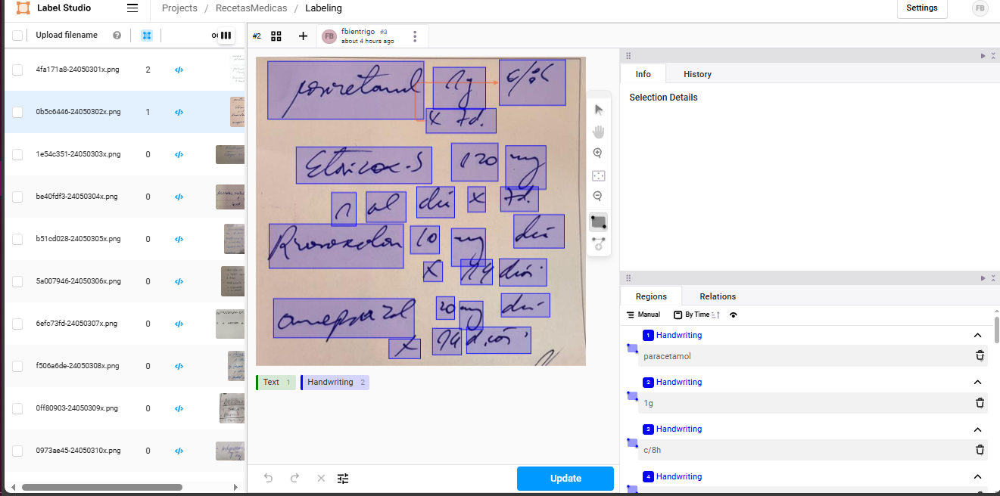 Label Studio
Projects / RecetasMedicas / Labeling
Settings
FB
Upload filename
4fa171a8-24050301x.png 2
0b5c6446-24050302x.png 1
1e54c351-24050303x.png 0
be40fdf3-24050304x.png 0
b51cd028-24050305x.png 0
5a007946-24050306x.png 0
6efc73fd-24050307x.png 0
f506a6de-24050308x.png 0
0ff80903-24050309x.png 0
0973ae45-24050310x.png 0
#2
FB fbientrigo #3
about 4 hours ago
1g c/8h
x 7d.
120 mg
1 al día x 7d.
10 mg día
x 14 días
20 mg día
x 14 días
Text 1 Handwriting 2
Update
Info History
Selection Details
Regions Relations
Manual By Time
1 Handwriting
paracetamol
2 Handwriting
1g
3 Handwriting
c/8h
4 Handwriting